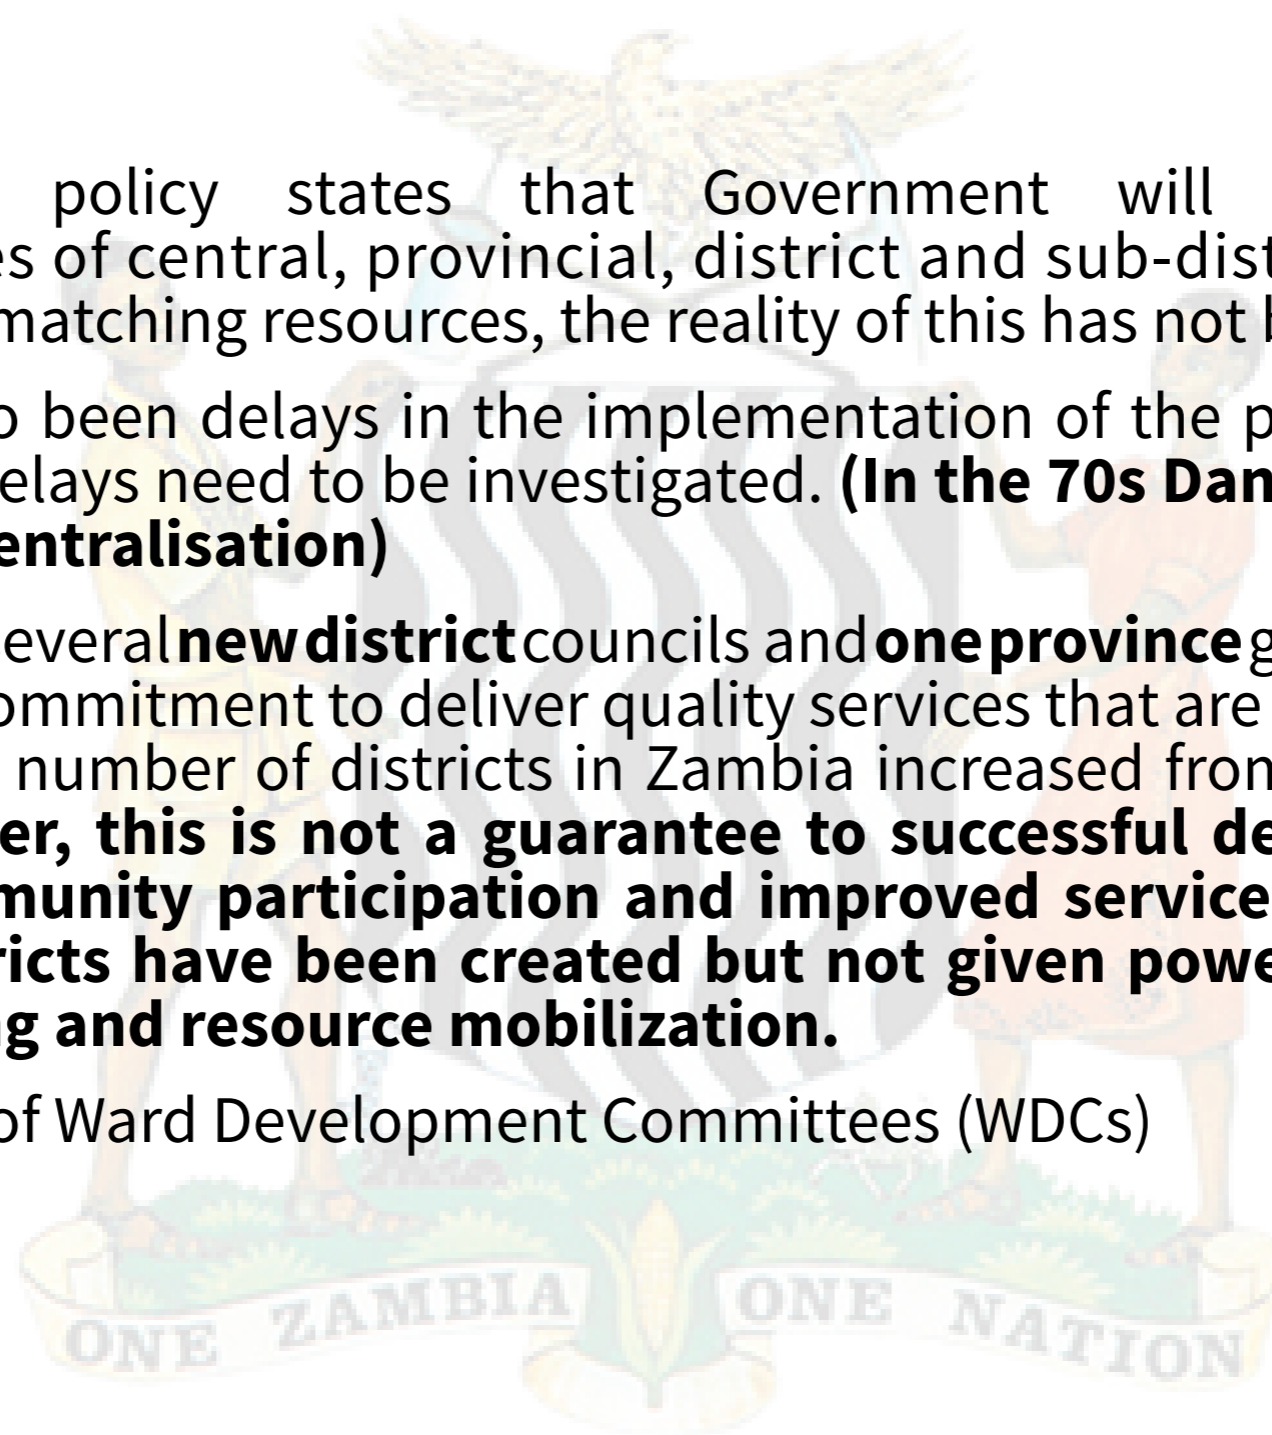 policy states that Government will
es of central, provincial, district and sub-dist
matching resources, the reality of this has not b
o been delays in the implementation of the p
elays need to be investigated. (In the 70s Dan
entralisation)
everal new district councils and one province g
ommitment to deliver quality services that are
number of districts in Zambia increased from
er, this is not a guarantee to successful de
munity participation and improved service
ricts have been created but not given powe
ng and resource mobilization.
of Ward Development Committees (WDCs)
ONE ZAMBIA ONE NATION